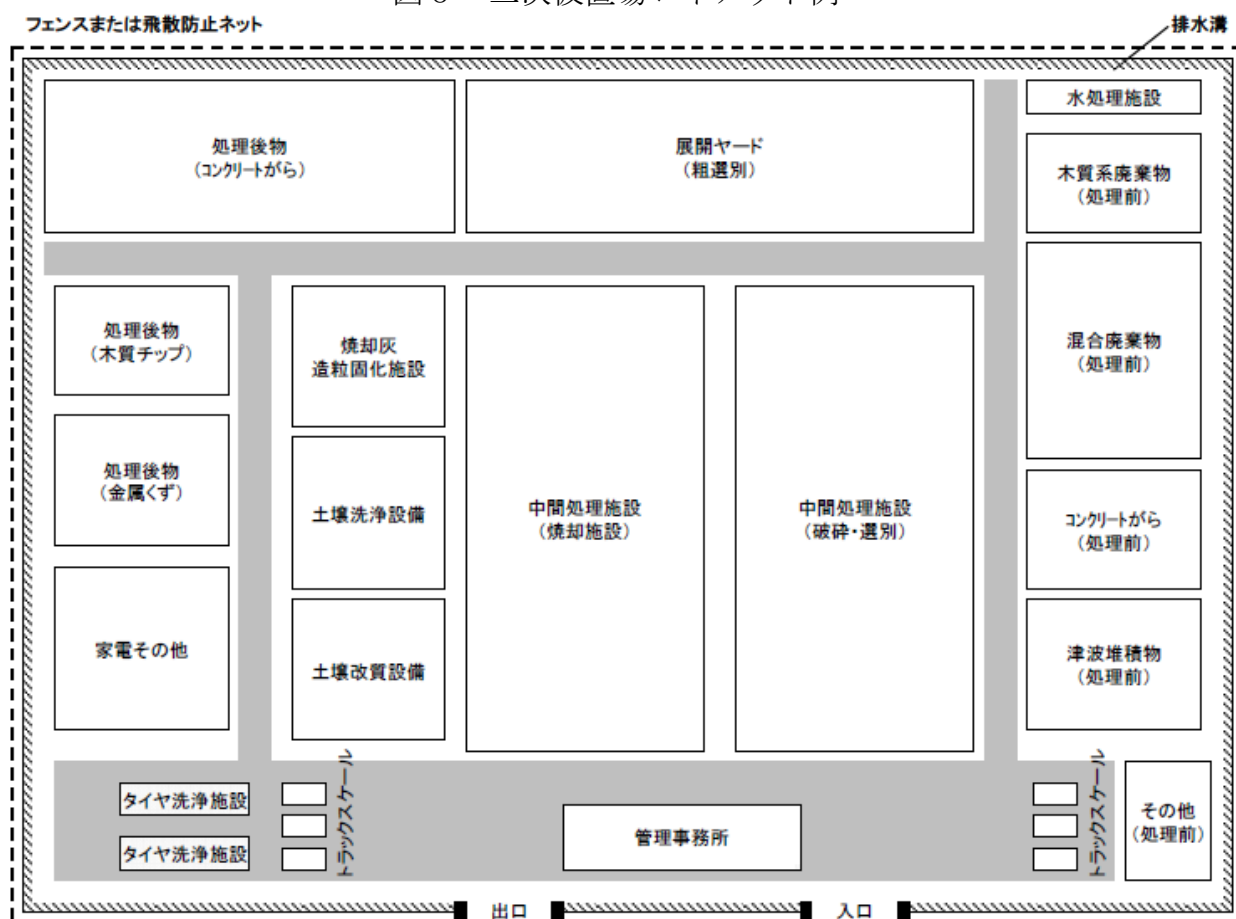 フェンスまたは飛散防止ネット
排水溝
処理後物
（コンクリートがら）
展開ヤード
（粗選別）
水処理施設
木質系廃棄物
（処理前）
処理後物
（木質チップ）
焼却灰
造粒固化施設
混合廃棄物
（処理前）
処理後物
（金属くず）
土壌洗浄設備
中間処理施設
（焼却施設）
中間処理施設
（破砕・選別）
コンクリートがら
（処理前）
家電その他
土壌改質設備
津波堆積物
（処理前）
タイヤ洗浄施設
タイヤ洗浄施設
トラックスケール
管理事務所
トラックスケール
その他
（処理前）
出口
入口